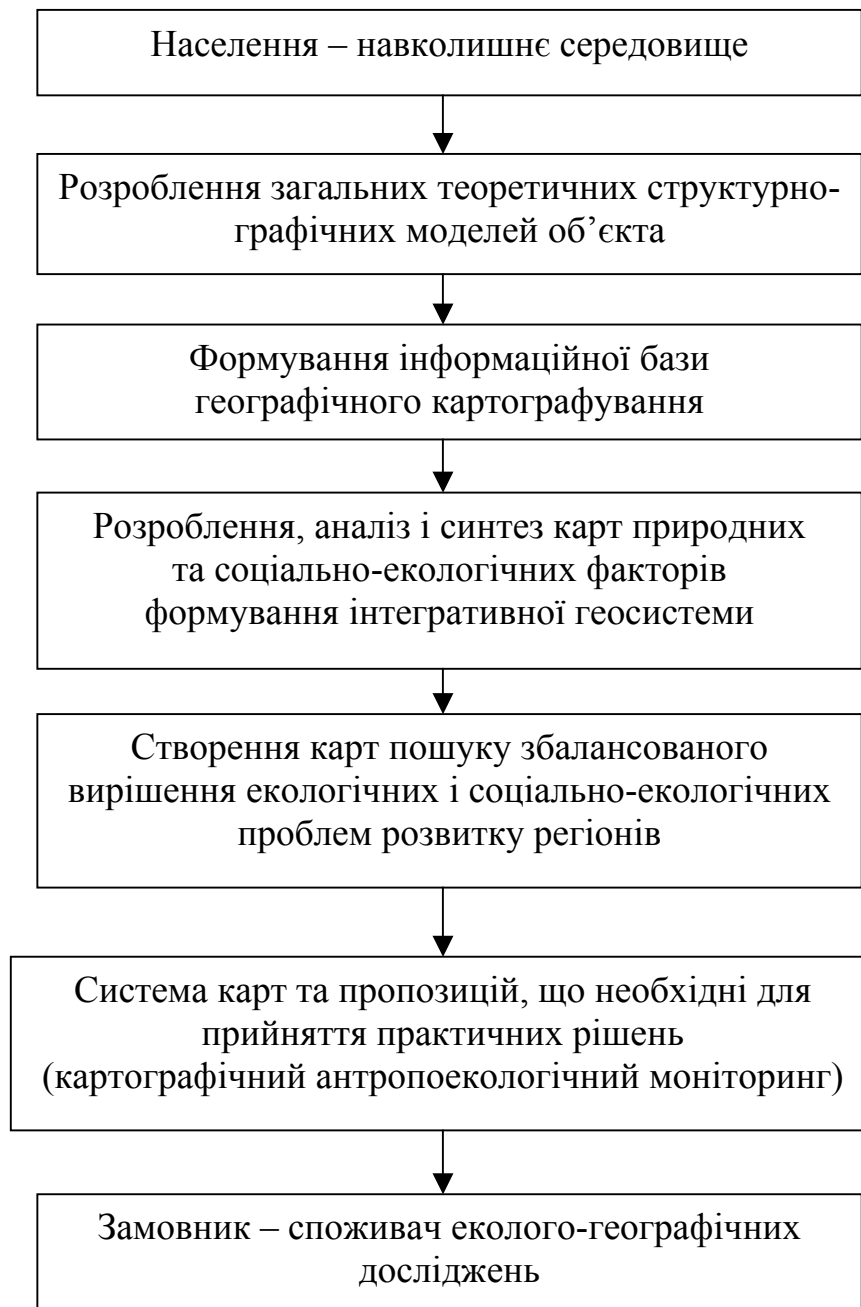 Населення – навколишнє середовище
Розроблення загальних теоретичних структурно-
графічних моделей об’єкта
Формування інформаційної бази
географічного картографування
Розроблення, аналіз і синтез карт природних
та соціально-екологічних факторів
формування інтегративної геосистеми
Створення карт пошуку збалансованого
вирішення екологічних і соціально-екологічних
проблем розвитку регіонів
Система карт та пропозицій, що необхідні для
прийняття практичних рішень
(картографічний антропоекологічний моніторинг)
Замовник – споживач еколого-географічних
досліджень